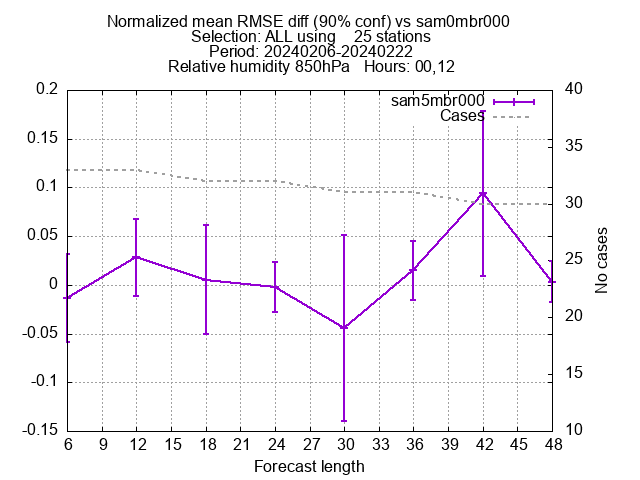 Normalized mean RMSE diff (90% conf) vs sam0mbr000
Selection: ALL using    25 stations
Period: 20240206-20240222
Relative humidity 850hPa   Hours: 00,12
sam5mbr000
Cases
0.2
0.15
0.1
0.05
0
-0.05
-0.1
-0.15
40
35
30
25
20
15
10
No cases
6 9 12 15 18 21 24 27 30 33 36 39 42 45 48
Forecast length